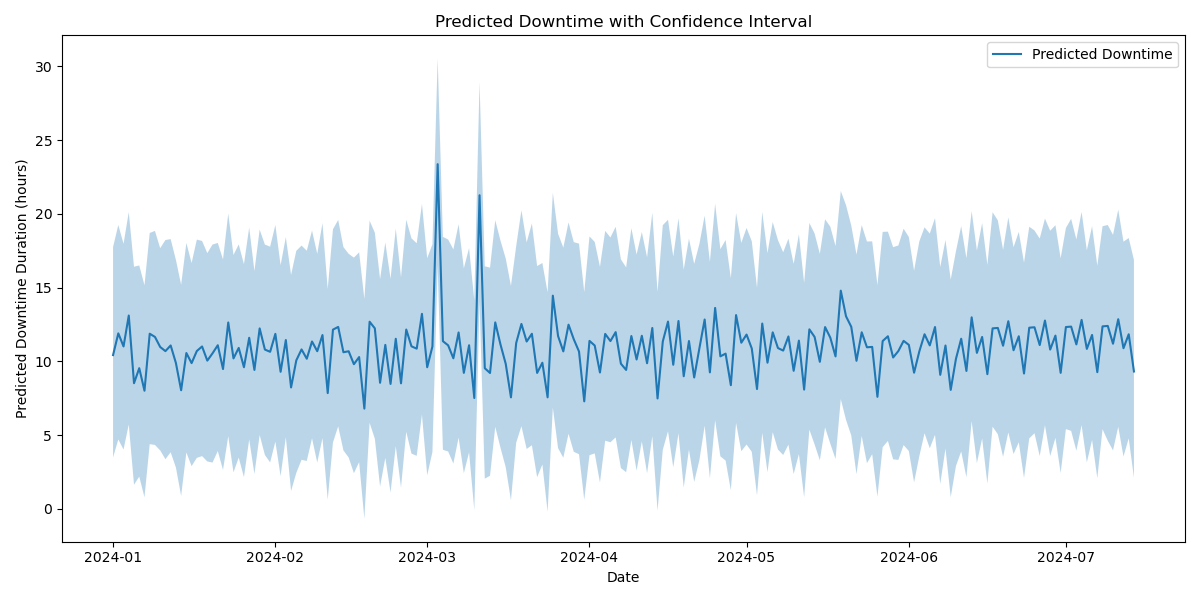 Predicted Downtime with Confidence Interval
Predicted Downtime
Predicted Downtime Duration (hours)
30
25
20
15
10
5
0
2024-01 2024-02 2024-03 2024-04 2024-05 2024-06 2024-07
Date